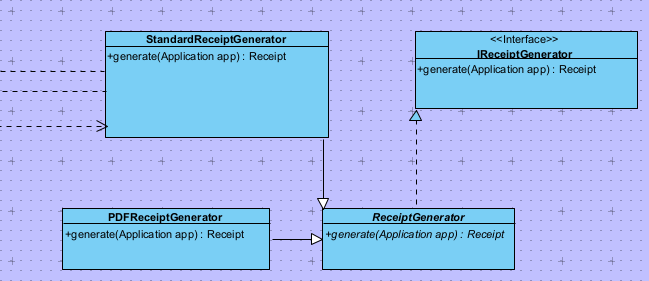 StandardReceiptGenerator
+generate(Application app) : Receipt
<<Interface>>
IReceiptGenerator
+generate(Application app) : Receipt
PDFReceiptGenerator
+generate(Application app) : Receipt
ReceiptGenerator
+generate(Application app) : Receipt